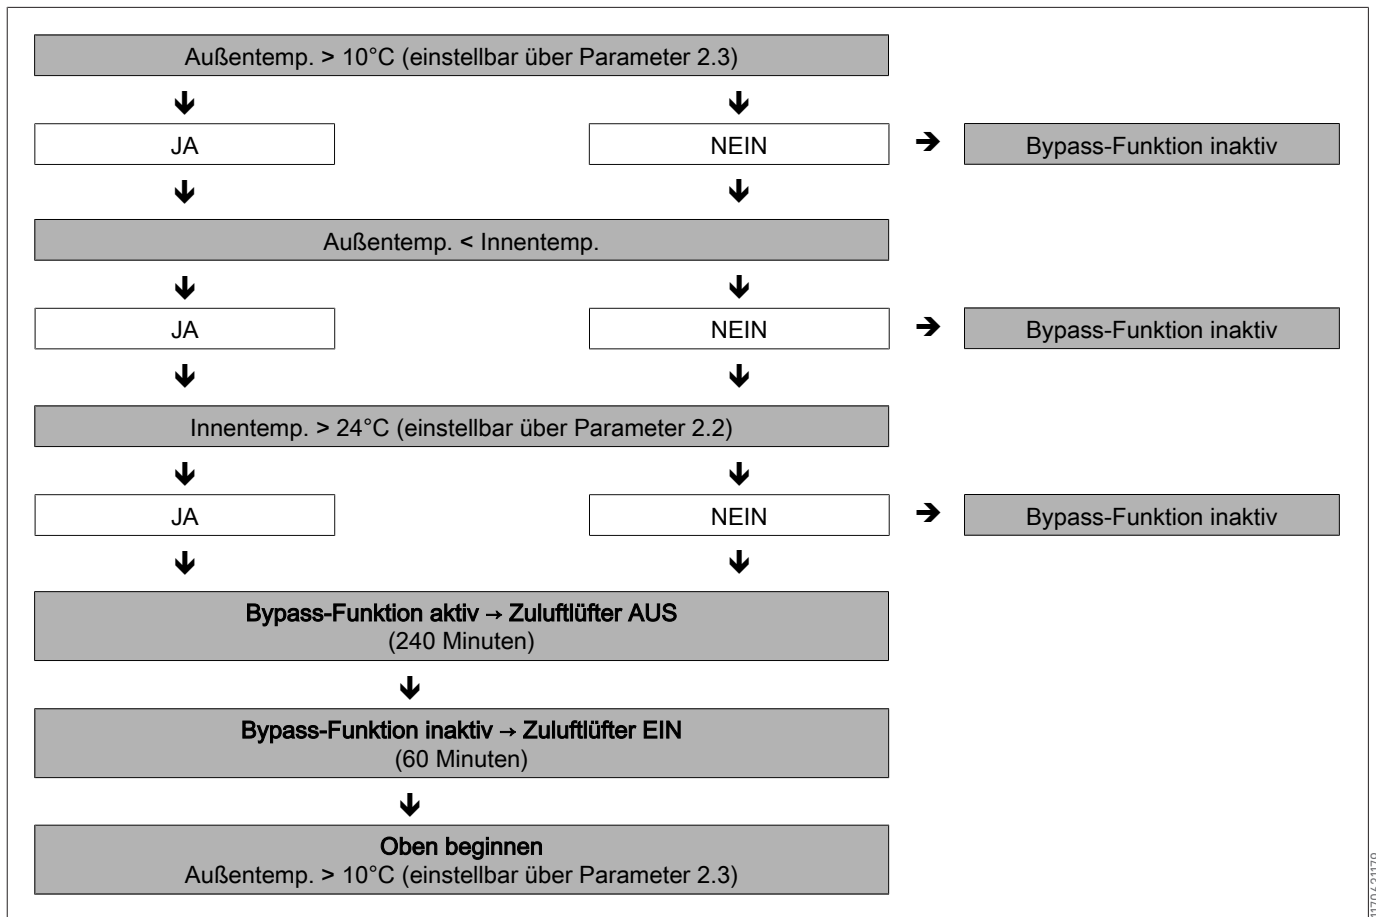 Außentemp. > 10°C (einstellbar über Parameter 2.3)
JA
NEIN
Bypass-Funktion inaktiv
Außentemp. < Innentemp.
JA
NEIN
Bypass-Funktion inaktiv
Innentemp. > 24°C (einstellbar über Parameter 2.2)
JA
NEIN
Bypass-Funktion inaktiv
Bypass-Funktion aktiv → Zuluftlüfter AUS
(240 Minuten)
Bypass-Funktion inaktiv → Zuluftlüfter EIN
(60 Minuten)
Oben beginnen
Außentemp. > 10°C (einstellbar über Parameter 2.3)